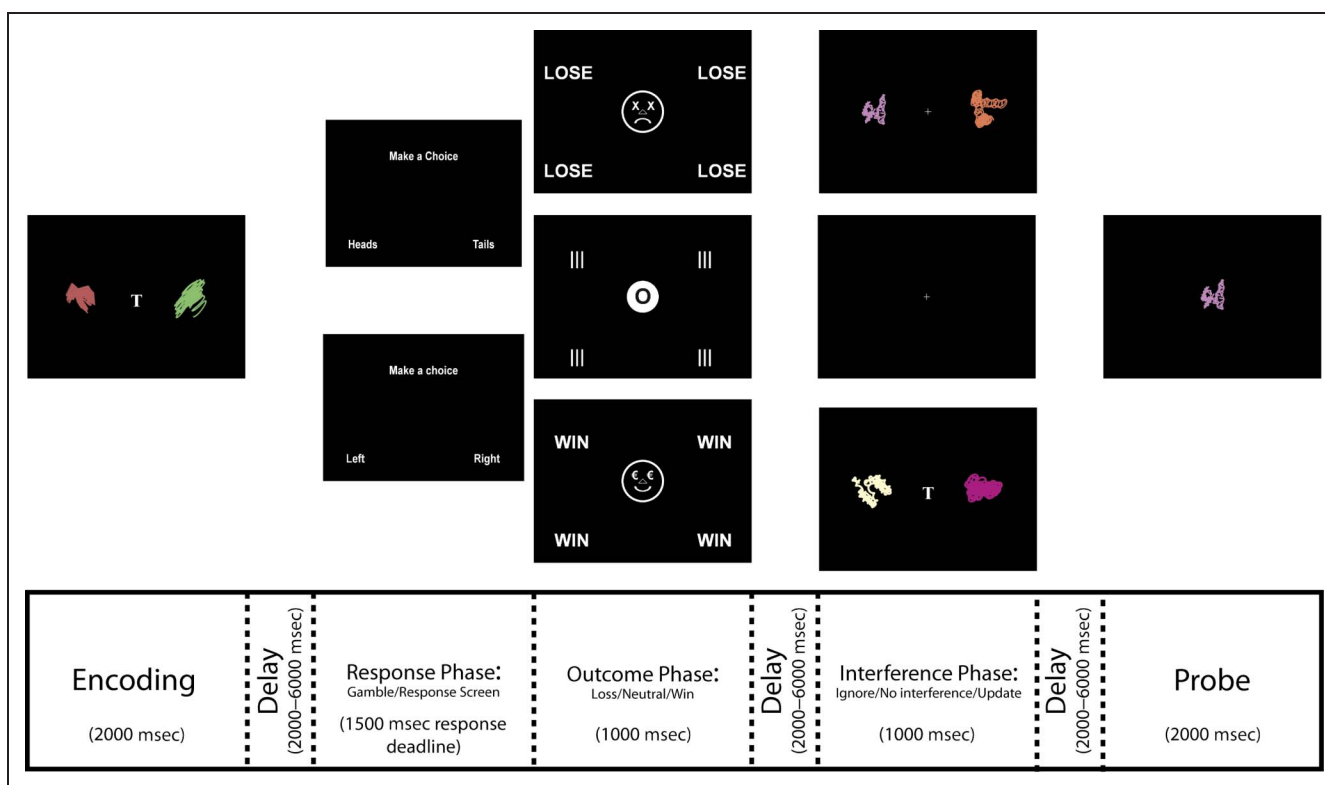 T
Make a Choice
Heads Tails
Make a choice
Left Right
LOSE LOSE
X X
LOSE LOSE
||| |||
O
||| |||
WIN WIN
€ €
WIN WIN
+
+
T
Encoding
(2000 msec)
Delay
(2000–6000 msec)
Response Phase:
Gamble/Response Screen
(1500 msec response
deadline)
Outcome Phase:
Loss/Neutral/Win
(1000 msec)
Delay
(2000–6000 msec)
Interference Phase:
Ignore/No interference/Update
(1000 msec)
Delay
(2000–6000 msec)
Probe
(2000 msec)